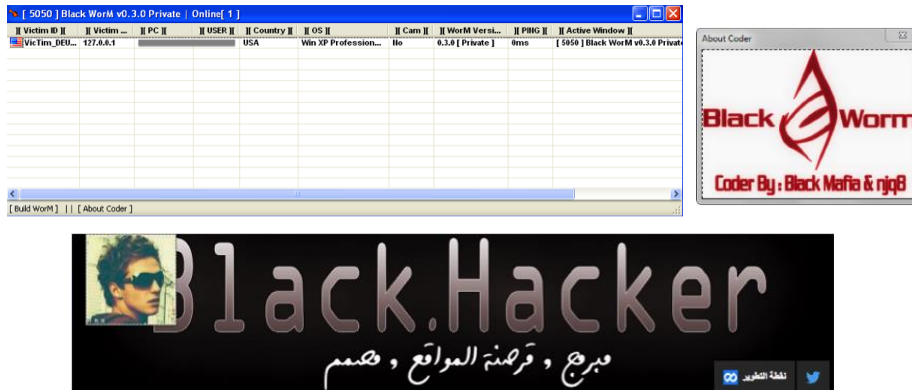 [ 5050 ] Black WorM v0.3.0 Private | Online[ 1 ]
][ Victim ID ][ ][ Victim ... ][ PC ][ ][ USER ][ ][ Country ][ ][ OS ][ ][ Cam ][ ][ WorM Versi... ][ PING ][ ][ Active Window ][
VicTim_DEU... 127.0.0.1 USA Win XP Profession... No 0.3.0 [ Private ] 0ms [ 5050 ] Black WorM v0.3.0 Private
[ Build WorM ] | | [ About Coder ]
About Coder
Black Worm
Coder By : Black Mafia & njq8
Black.Hacker
مبرمج و قرصنة المواقع و مصمم
نقطة التطوير